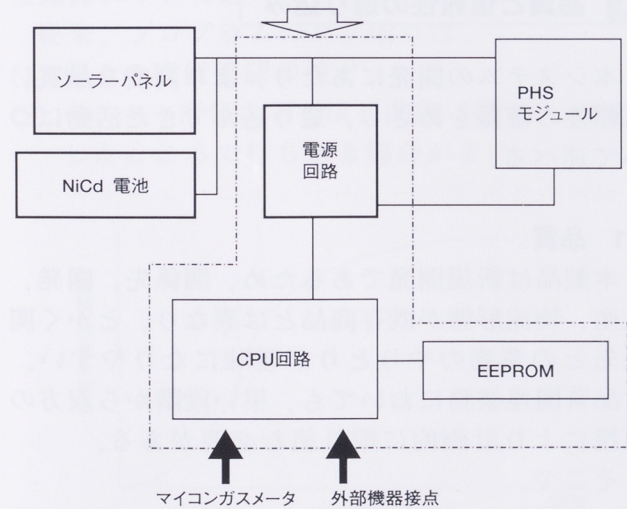 ソーラーパネル
PHS
モジュール
電源
回路
NiCd 電池
CPU回路
EEPROM
マイコンガスメータ
外部機器接点